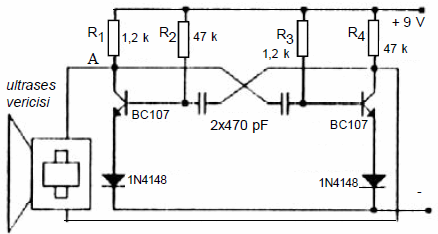 + 9 V
R1 1,2 k
R2 47 k
R3 1,2 k
R4 47 k
A
ultrases
vericisi
BC107
BC107
2x470 pF
1N4148
1N4148
-